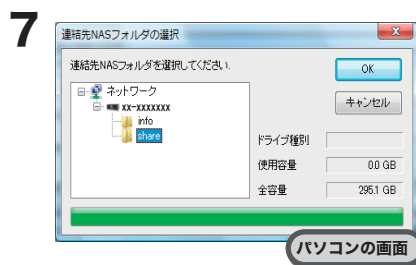 7
連結先NASフォルダの選択
連結先NASフォルダを選択してください.
OK
キャンセル
ネットワーク
xx-xxxxxxx
info
share
ドライブ種別
使用容量 0.0 GB
全容量 295.1 GB
パソコンの画面